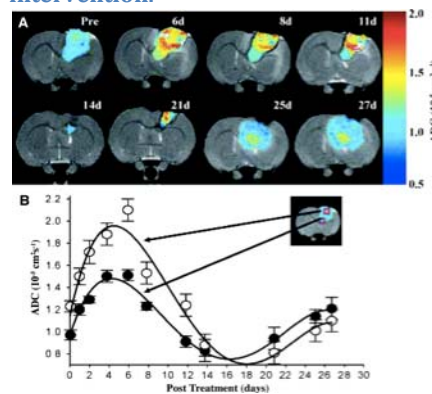 intervention.
A
Pre
6d
8d
11d
14d
21d
25d
27d
2.0
1.5
1.0
0.5
B
2.2
2.0
1.8
1.6
1.4
1.2
1.0
0.8
ADC (10⁻³ cm²s⁻¹)
0 2 4 6 8 10 12 14 16 18 20 22 24 26 28 30
Post Treatment (days)